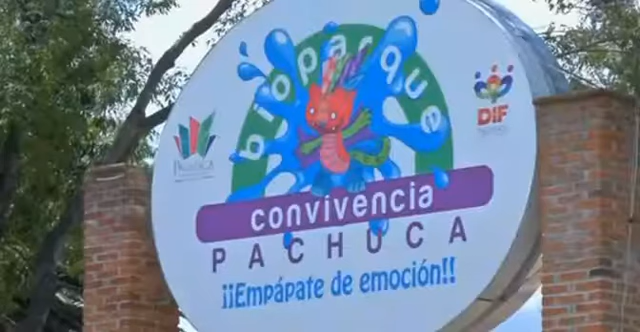 bioparque
PACHUCA
DIF
convivencia
PACHUCA
¡¡Empápate de emoción!!